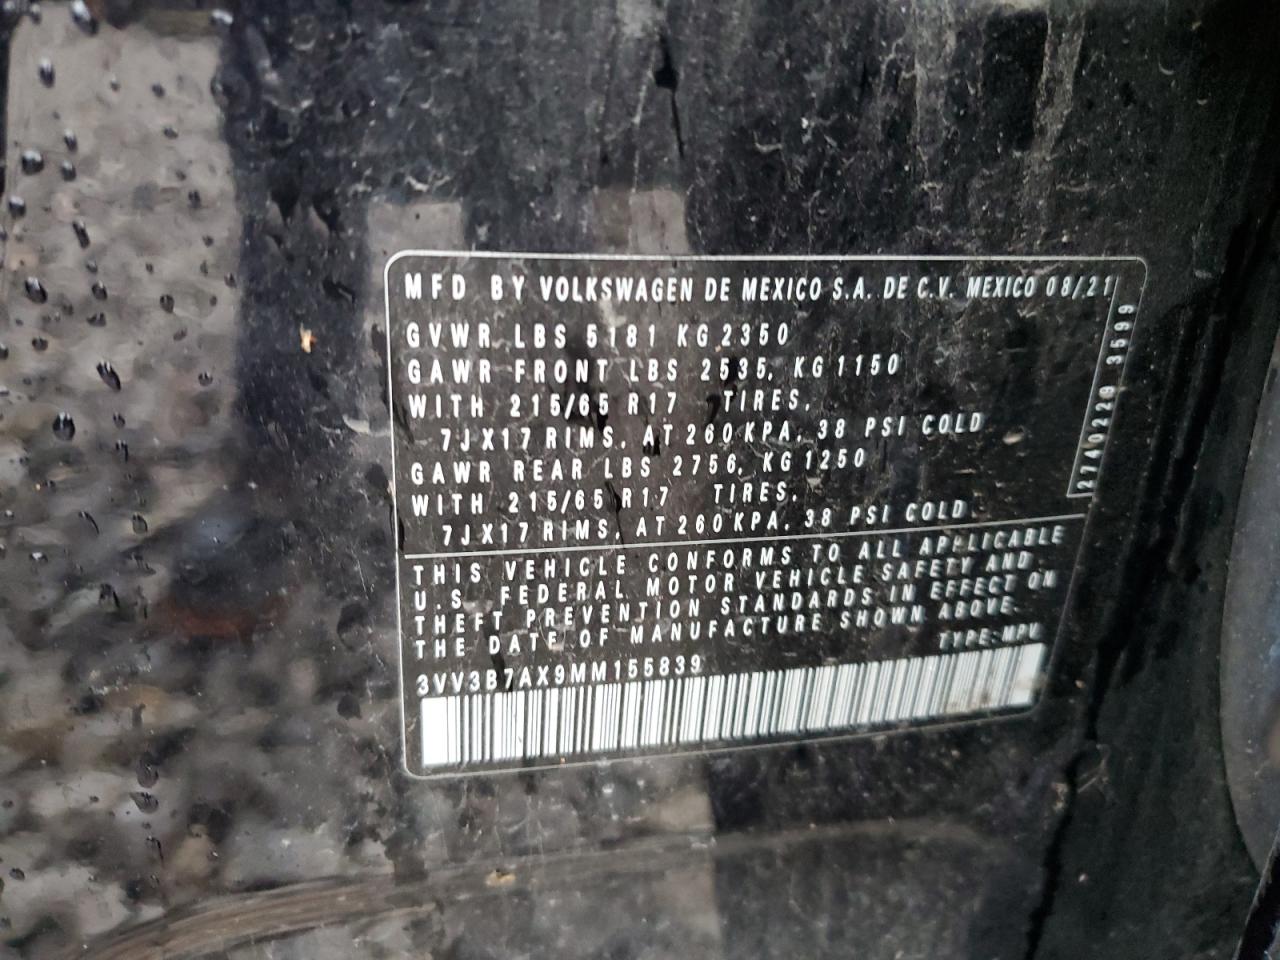 MFD BY VOLKSWAGEN DE MEXICO S.A. DE C.V. MEXICO 08/21
GVWR LBS 5181 KG 2350
GAWR FRONT LBS 2535, KG 1150
WITH 215/65 R17 TIRES,
7JX17 RIMS, AT 260 KPA, 38 PSI COLD
GAWR REAR LBS 2756, KG 1250
WITH 215/65 R17 TIRES,
7JX17 RIMS, AT 260 KPA, 38 PSI COLD
2740229 3599
THIS VEHICLE CONFORMS TO ALL APPLICABLE
U.S. FEDERAL MOTOR VEHICLE SAFETY AND
THEFT PREVENTION STANDARDS IN EFFECT ON
THE DATE OF MANUFACTURE SHOWN ABOVE.
TYPE: MPV
3VV3B7AX9MM155839